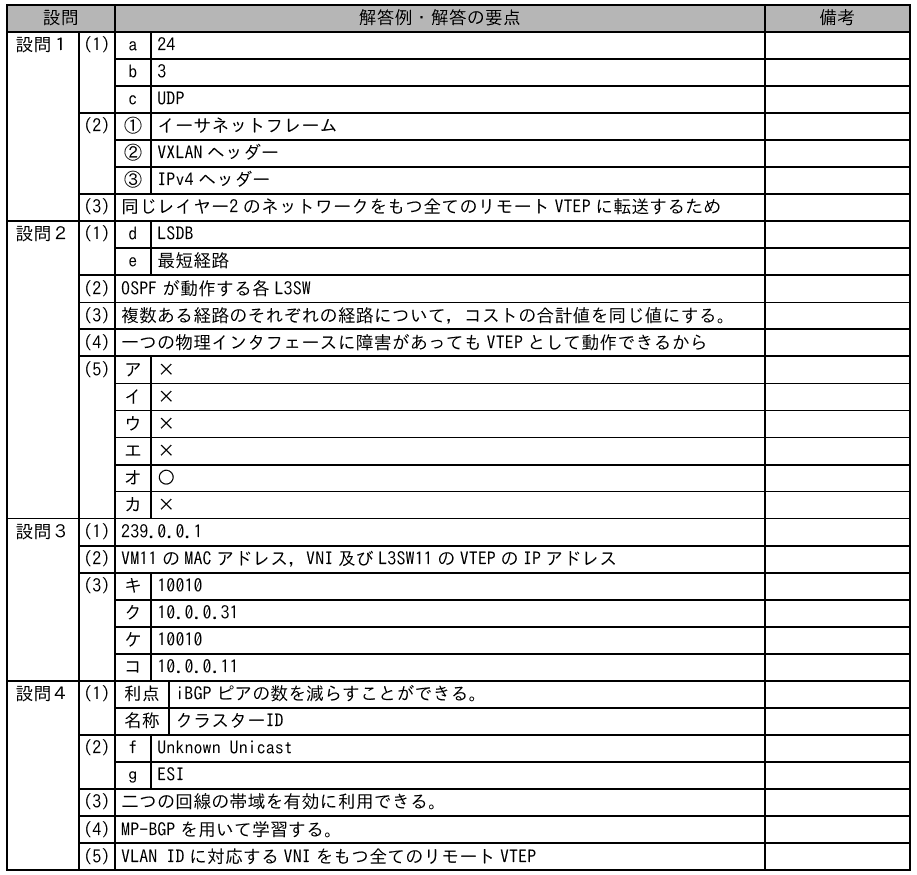 設問 解答例・解答の要点 備考
設問1 (1) a 24
b 3
c UDP
(2) ① イーサネットフレーム
② VXLAN ヘッダー
③ IPv4 ヘッダー
(3) 同じレイヤー2 のネットワークをもつ全てのリモート VTEP に転送するため
設問2 (1) d LSDB
e 最短経路
(2) OSPF が動作する各 L3SW
(3) 複数ある経路のそれぞれの経路について，コストの合計値を同じ値にする。
(4) 一つの物理インタフェースに障害があっても VTEP として動作できるから
(5) ア ×
イ ×
ウ ×
エ ×
オ ○
カ ×
設問3 (1) 239.0.0.1
(2) VM11 の MAC アドレス，VNI 及び L3SW11 の VTEP の IP アドレス
(3) キ 10010
ク 10.0.0.31
ケ 10010
コ 10.0.0.11
設問4 (1) 利点 iBGP ピアの数を減らすことができる。
名称 クラスターID
(2) f Unknown Unicast
g ESI
(3) 二つの回線の帯域を有効に利用できる。
(4) MP-BGP を用いて学習する。
(5) VLAN ID に対応する VNI をもつ全てのリモート VTEP